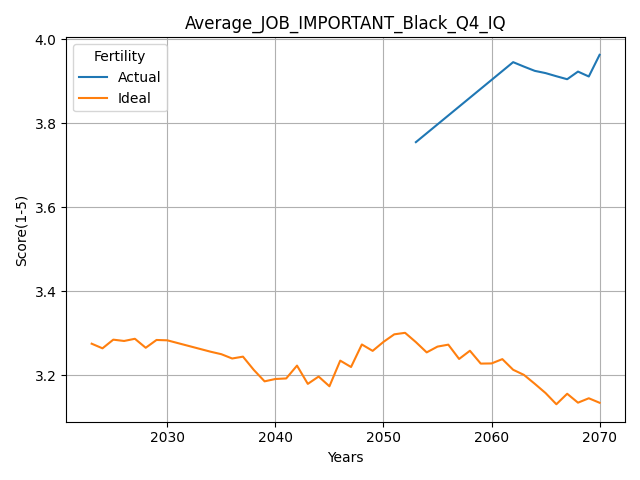 Average_JOB_IMPORTANT_Black_Q4_IQ
Fertility
Actual
Ideal
4.0
3.8
3.6
3.4
3.2
Score(1-5)
2030 2040 2050 2060 2070
Years